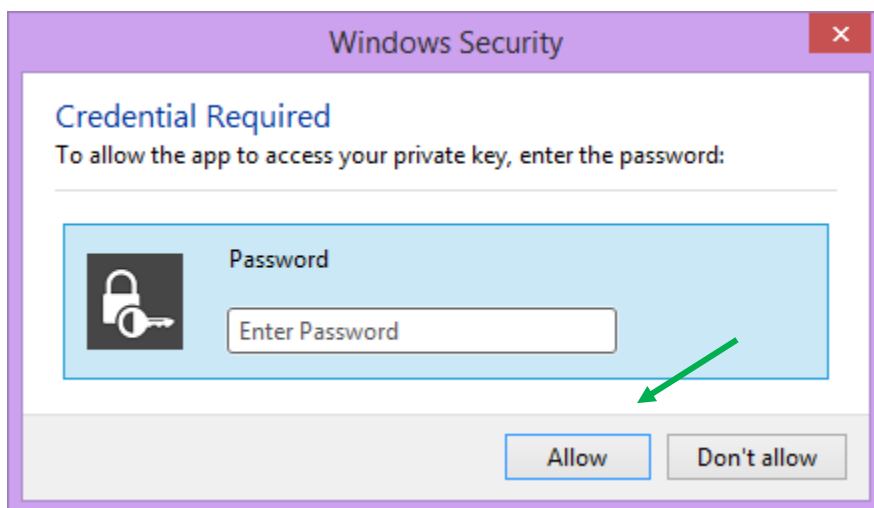 Windows Security
Credential Required
To allow the app to access your private key, enter the password:
Password
Enter Password
Allow
Don't allow